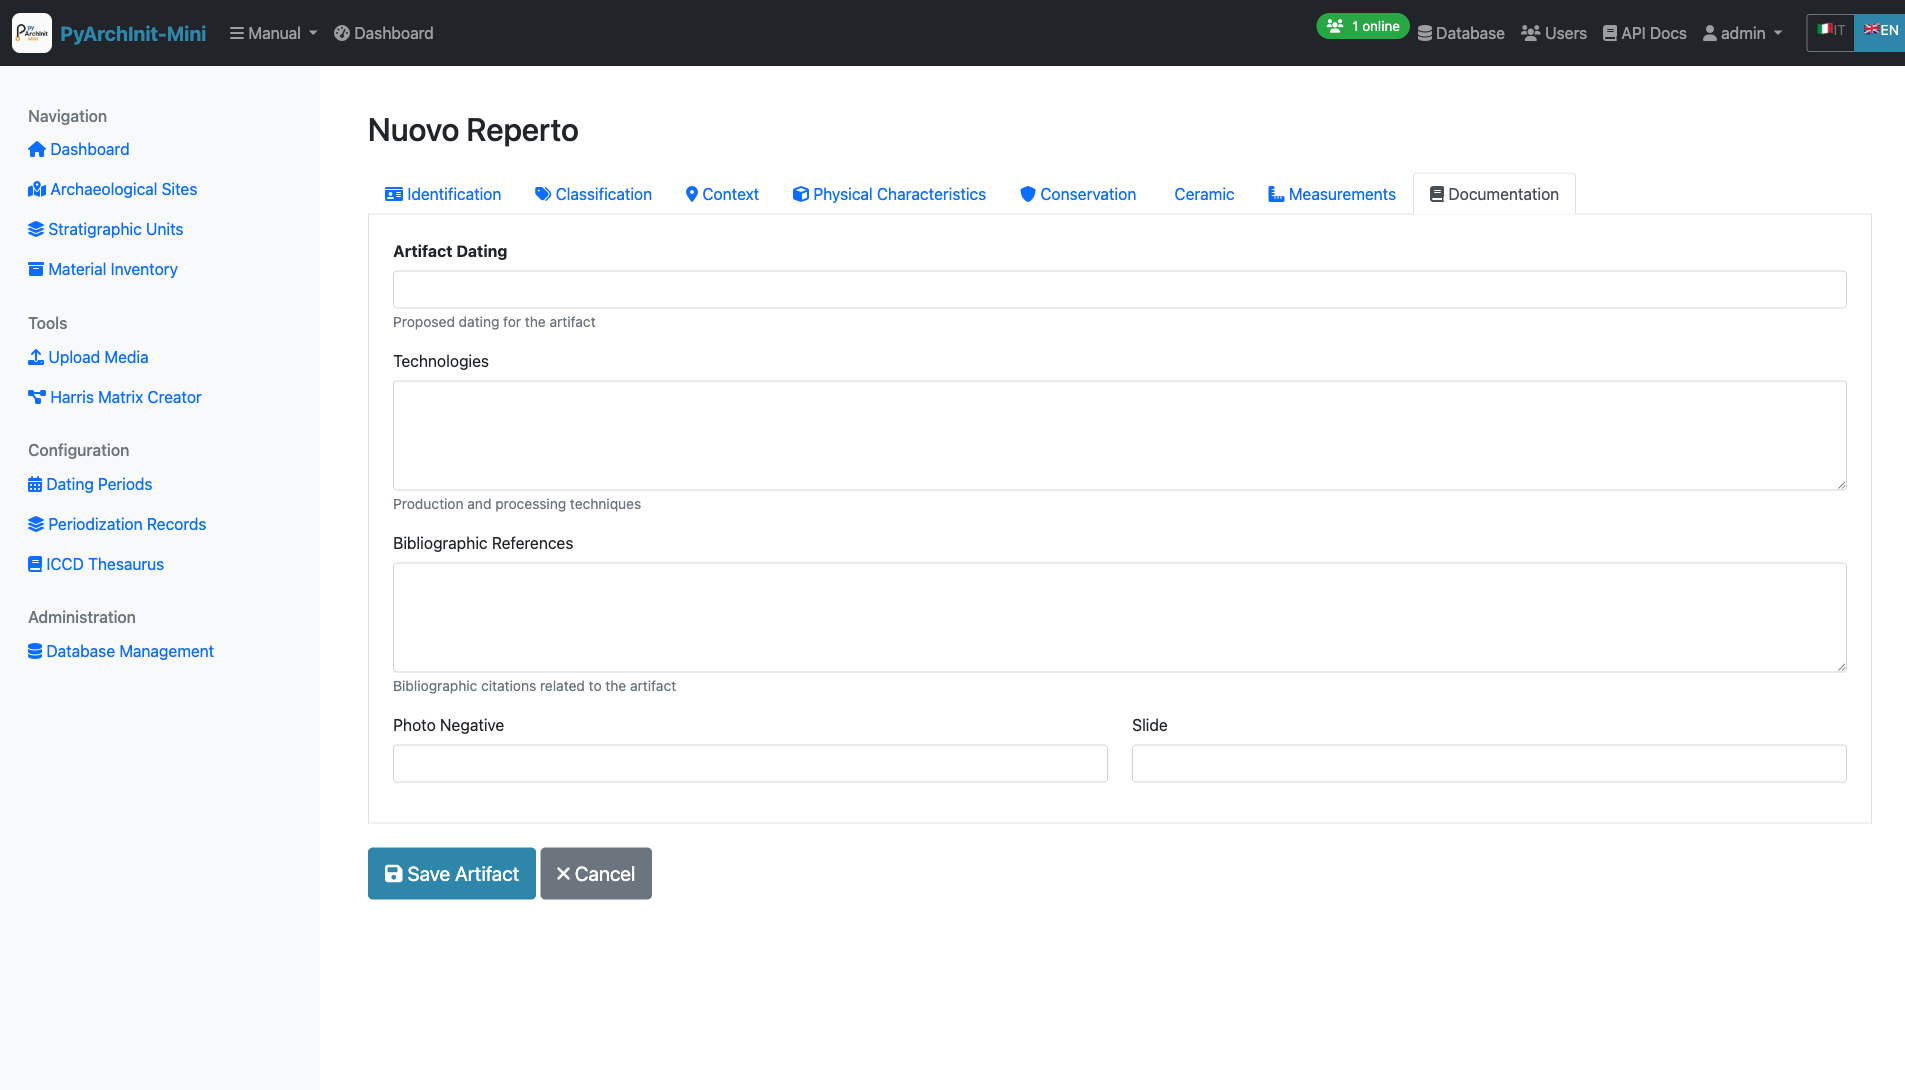 PyArchInit-Mini Manual Dashboard 1 online Database Users API Docs admin IT EN
Navigation
Dashboard
Archaeological Sites
Stratigraphic Units
Material Inventory
Tools
Upload Media
Harris Matrix Creator
Configuration
Dating Periods
Periodization Records
ICCD Thesaurus
Administration
Database Management
Nuovo Reperto
Identification Classification Context Physical Characteristics Conservation Ceramic Measurements Documentation
Artifact Dating
Proposed dating for the artifact
Technologies
Production and processing techniques
Bibliographic References
Bibliographic citations related to the artifact
Photo Negative Slide
Save Artifact Cancel